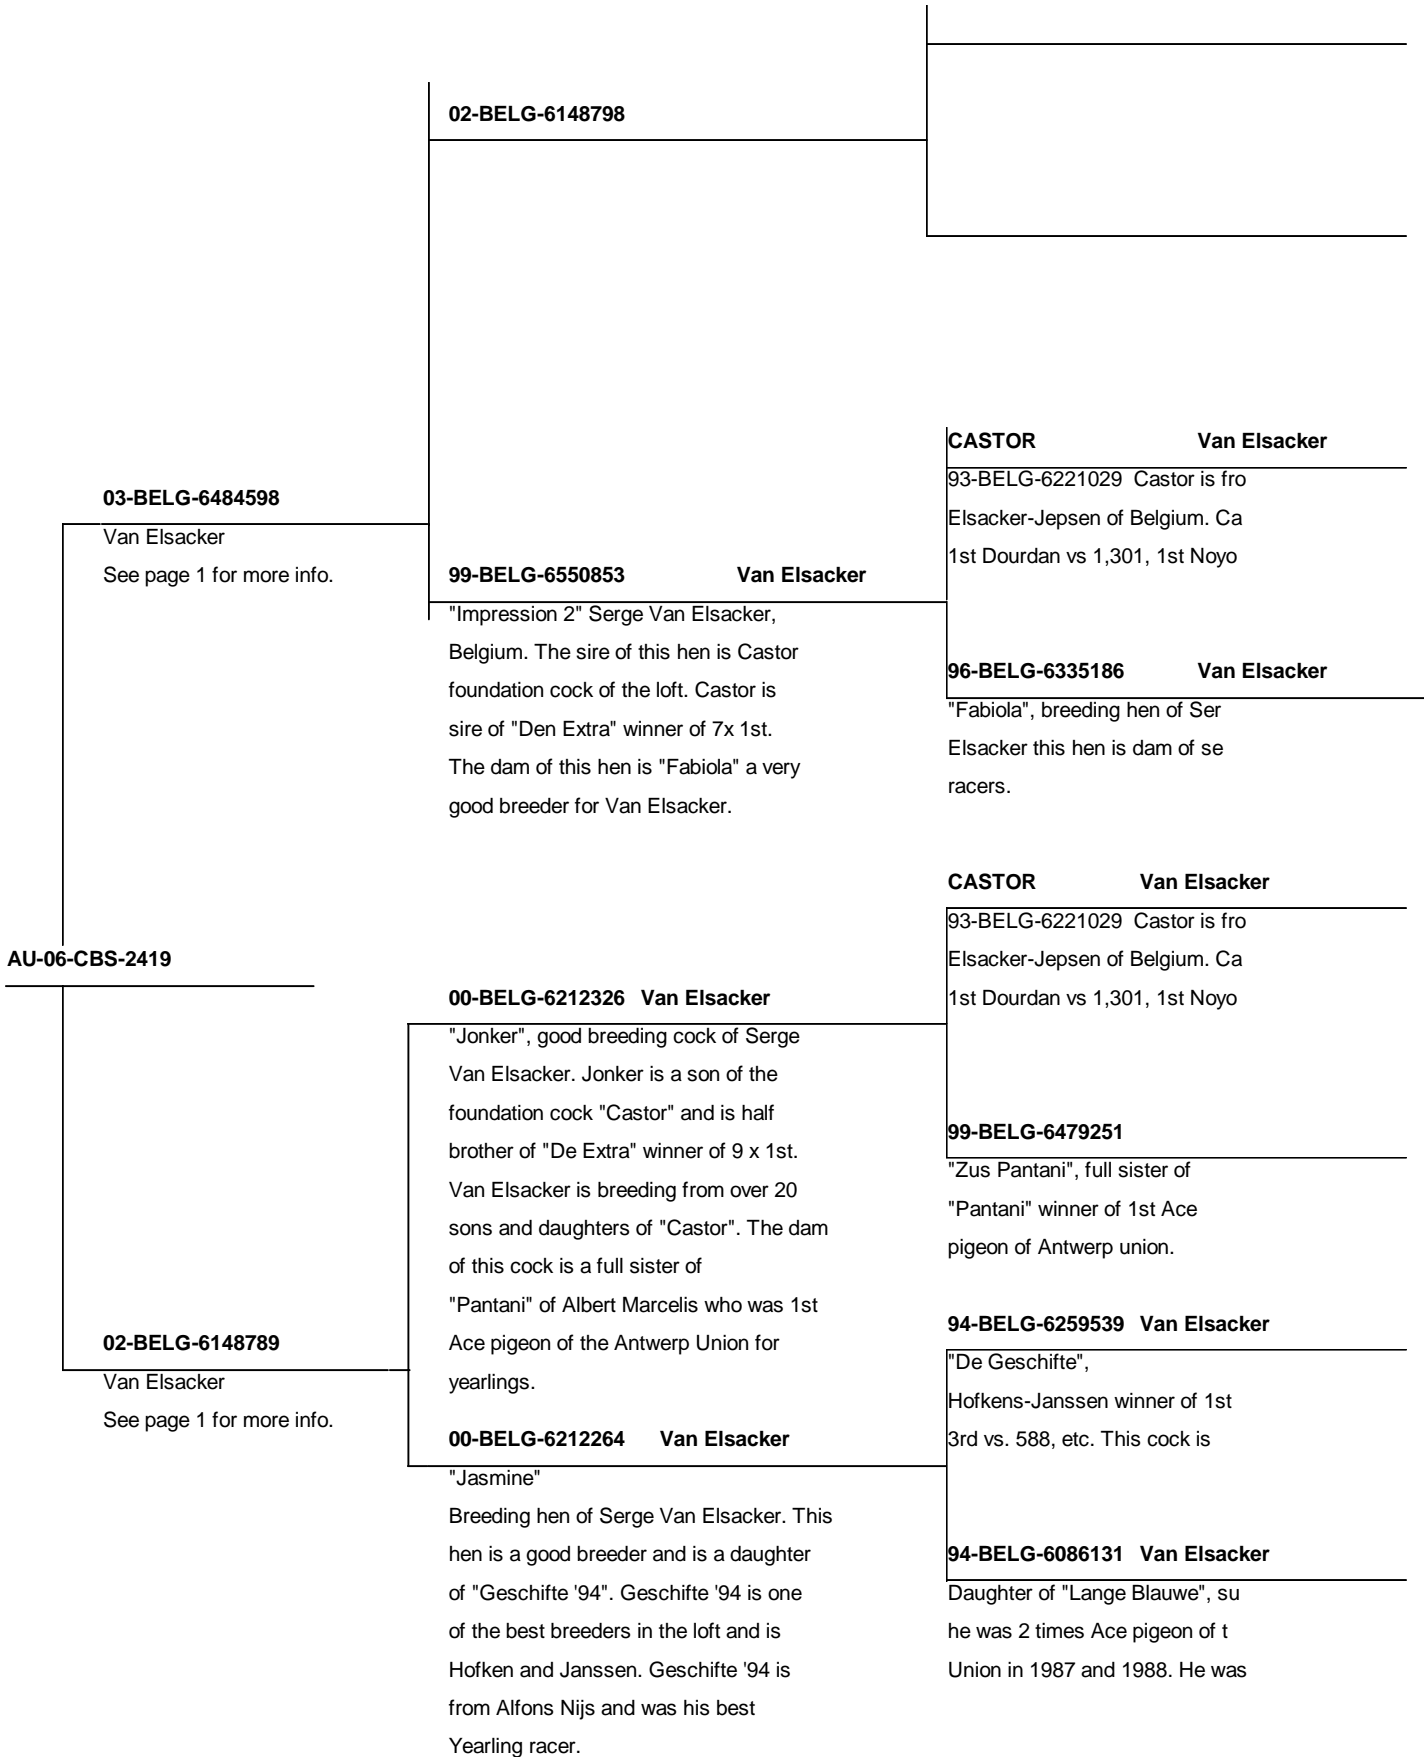 02-BELG-6148798
CASTOR Van Elsacker
93-BELG-6221029 Castor is fro
Elsacker-Jepsen of Belgium. Ca
1st Dourdan vs 1,301, 1st Noyo
03-BELG-6484598
Van Elsacker
See page 1 for more info.
99-BELG-6550853 Van Elsacker
"Impression 2" Serge Van Elsacker,
Belgium. The sire of this hen is Castor
foundation cock of the loft. Castor is
sire of "Den Extra" winner of 7x 1st.
The dam of this hen is "Fabiola" a very
good breeder for Van Elsacker.
96-BELG-6335186 Van Elsacker
"Fabiola", breeding hen of Ser
Elsacker this hen is dam of se
racers.
CASTOR Van Elsacker
93-BELG-6221029 Castor is fro
Elsacker-Jepsen of Belgium. Ca
1st Dourdan vs 1,301, 1st Noyo
AU-06-CBS-2419
00-BELG-6212326 Van Elsacker
"Jonker", good breeding cock of Serge
Van Elsacker. Jonker is a son of the
foundation cock "Castor" and is half
brother of "De Extra" winner of 9 x 1st.
Van Elsacker is breeding from over 20
sons and daughters of "Castor". The dam
of this cock is a full sister of
"Pantani" of Albert Marcelis who was 1st
Ace pigeon of the Antwerp Union for
yearlings.
99-BELG-6479251
"Zus Pantani", full sister of
"Pantani" winner of 1st Ace
pigeon of Antwerp union.
02-BELG-6148789
Van Elsacker
See page 1 for more info.
94-BELG-6259539 Van Elsacker
"De Geschifte",
Hofkens-Janssen winner of 1st
3rd vs. 588, etc. This cock is
00-BELG-6212264 Van Elsacker
"Jasmine"
Breeding hen of Serge Van Elsacker. This
hen is a good breeder and is a daughter
of "Geschifte '94". Geschifte '94 is one
of the best breeders in the loft and is
Hofken and Janssen. Geschifte '94 is
from Alfons Nijs and was his best
Yearling racer.
94-BELG-6086131 Van Elsacker
Daughter of "Lange Blauwe", su
he was 2 times Ace pigeon of t
Union in 1987 and 1988. He was